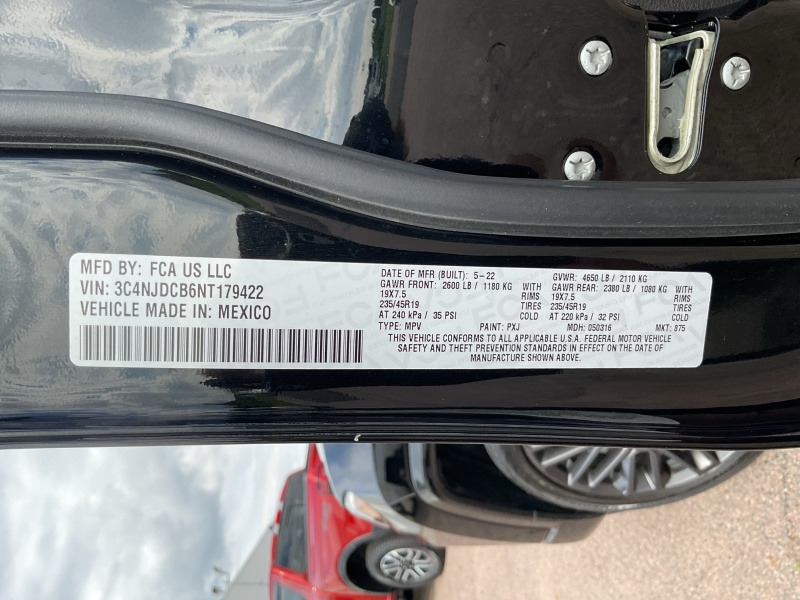 MFD BY: FCA US LLC
VIN: 3C4NJDCB6NT179422
VEHICLE MADE IN: MEXICO
DATE OF MFR (BUILT): 5-22 GVWR: 4650 LB / 2110 KG
GAWR FRONT: 2600 LB / 1180 KG WITH GAWR REAR: 2380 LB / 1080 KG WITH
19X7.5 RIMS 19X7.5 RIMS
235/45R19 TIRES 235/45R19 TIRES
AT 240 kPa / 35 PSI COLD AT 220 kPa / 32 PSI COLD
TYPE: MPV PAINT: PXJ MDH: 050316 MKT: 875
THIS VEHICLE CONFORMS TO ALL APPLICABLE U.S.A. FEDERAL MOTOR VEHICLE
SAFETY AND THEFT PREVENTION STANDARDS IN EFFECT ON THE DATE OF
MANUFACTURE SHOWN ABOVE.